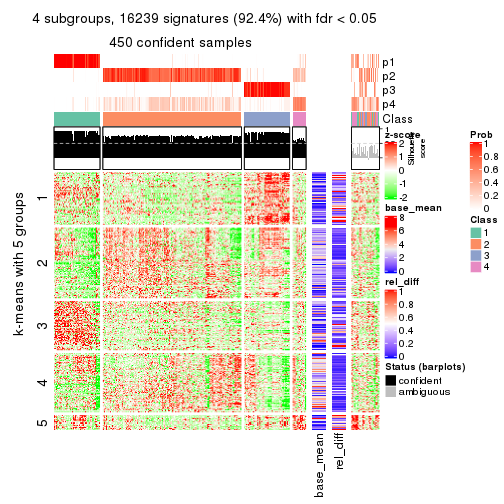 4 subgroups, 16239 signatures (92.4%) with fdr < 0.05
450 confident samples
p1
p2
p3
p4
Class
1
Silhouette
score
k-means with 5 groups
1
2
3
4
5
base_mean
rel_diff
z-score
2
1
0
-1
-2
base_mean
8
6
4
2
0
rel_diff
1
0.8
0.6
0.4
0.2
0
Status (barplots)
confident
ambiguous
Prob
1
0.8
0.6
0.4
0.2
0
Class
1
2
3
4